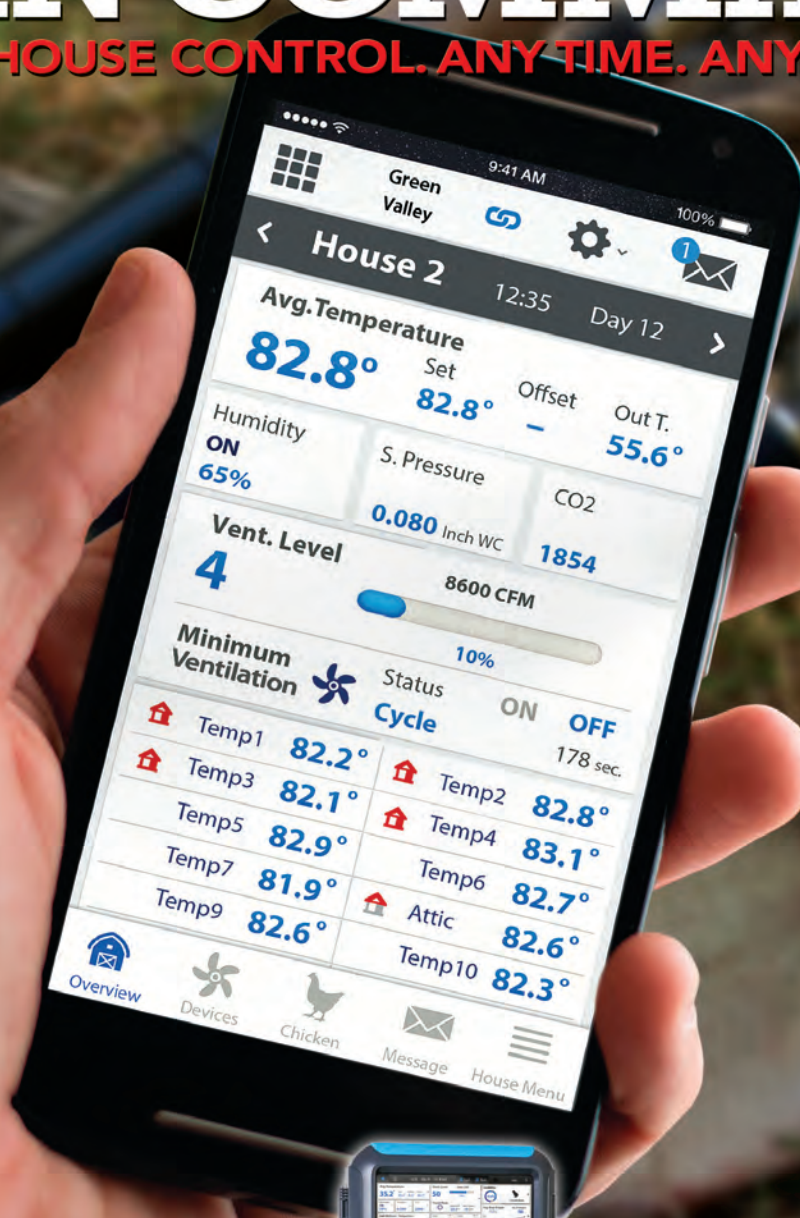 HOUSE CONTROL. ANY TIME. ANY
9:41 AM
100%
Green
Valley
1
House 2 12:35 Day 12
Avg.Temperature
82.8°
Set
82.8°
Offset
–
Out T.
55.6°
Humidity
ON
65%
S. Pressure
0.080 Inch WC
CO2
1854
Vent. Level
4
8600 CFM
10%
Minimum
Ventilation
Status
Cycle
ON OFF
178 sec.
Temp1 82.2° Temp2 82.8°
Temp3 82.1° Temp4 83.1°
Temp5 82.9° Temp6 82.7°
Temp7 81.9° Attic 82.6°
Temp9 82.6° Temp10 82.3°
Overview Devices Chicken Message House Menu
35.2
50